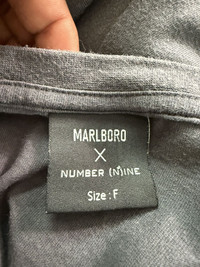 MARLBORO
X
NUMBER (N)INE
Size : F